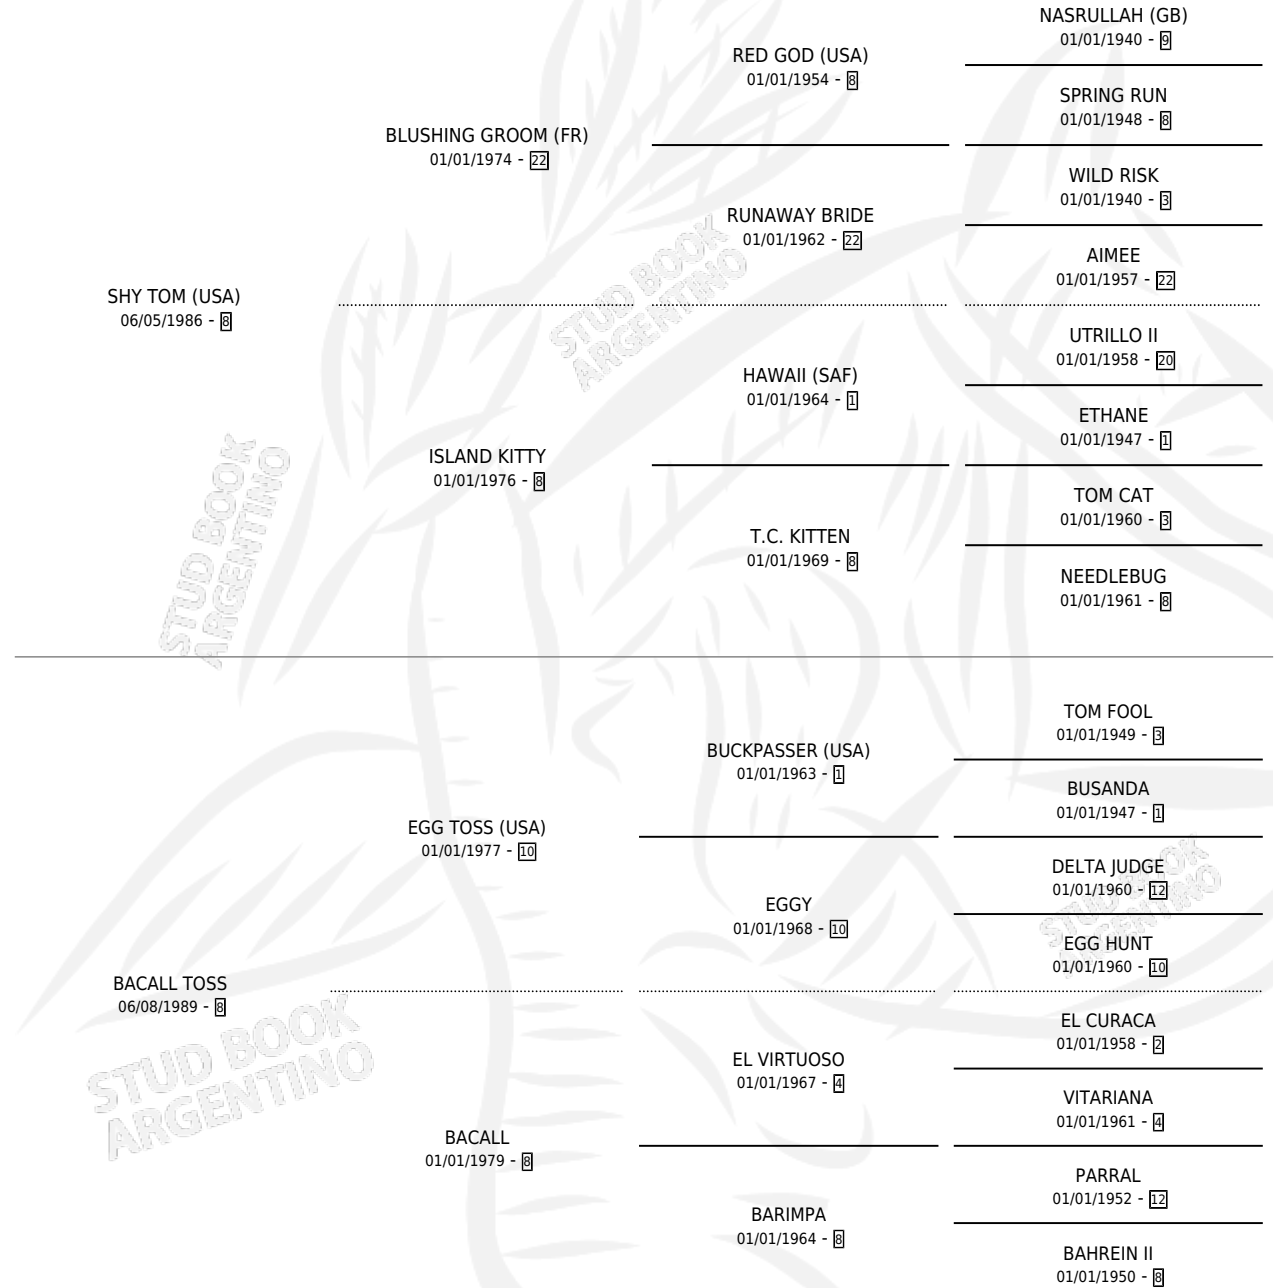 NASRULLAH (GB)
01/01/1940 - 9
RED GOD (USA)
01/01/1954 - 8
SPRING RUN
01/01/1948 - 8
BLUSHING GROOM (FR)
01/01/1974 - 22
WILD RISK
01/01/1940 - 3
RUNAWAY BRIDE
01/01/1962 - 22
AIMEE
01/01/1957 - 22
SHY TOM (USA)
06/05/1986 - 8
UTRILLO II
01/01/1958 - 20
HAWAII (SAF)
01/01/1964 - 1
ETHANE
01/01/1947 - 1
ISLAND KITTY
01/01/1976 - 8
TOM CAT
01/01/1960 - 3
T.C. KITTEN
01/01/1969 - 8
NEEDLEBUG
01/01/1961 - 8
TOM FOOL
01/01/1949 - 3
BUCKPASSER (USA)
01/01/1963 - 1
BUSANDA
01/01/1947 - 1
EGG TOSS (USA)
01/01/1977 - 10
DELTA JUDGE
01/01/1960 - 12
EGGY
01/01/1968 - 10
EGG HUNT
01/01/1960 - 10
BACALL TOSS
06/08/1989 - 8
EL CURACA
01/01/1958 - 2
EL VIRTUOSO
01/01/1967 - 4
VITARIANA
01/01/1961 - 4
BACALL
01/01/1979 - 8
PARRAL
01/01/1952 - 12
BARIMPA
01/01/1964 - 8
BAHREIN II
01/01/1950 - 8
STUD BOOK
ARGENTINO
STUD BOOK
ARGENTINO
STUD BOOK
ARGENTINO
STUD BOOK
ARGENTINO